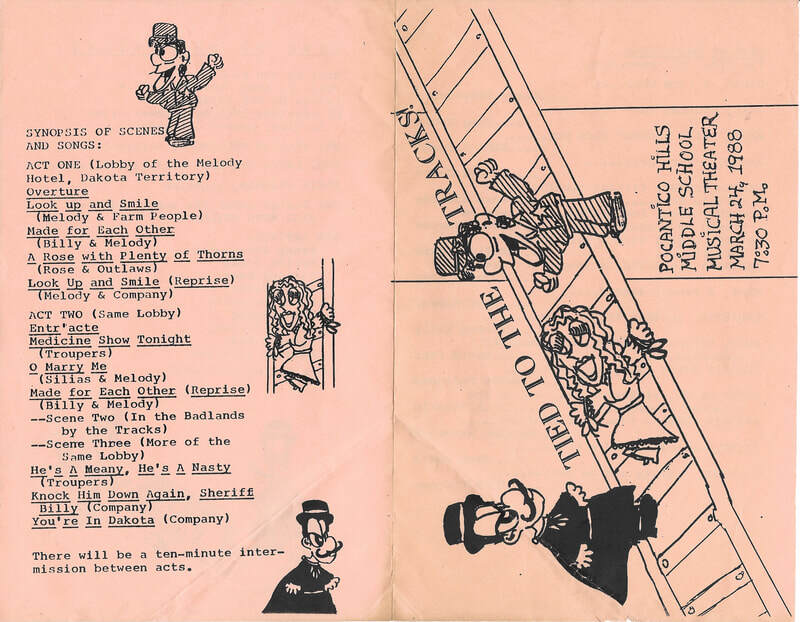 SYNOPSIS OF SCENES
AND SONGS:
ACT ONE (Lobby of the Melody
Hotel, Dakota Territory)
Overture
Look up and Smile
(Melody & Farm People)
Made for Each Other
(Billy & Melody)
A Rose with Plenty of Thorns
(Rose & Outlaws)
Look Up and Smile (Reprise)
(Melody & Company)
ACT TWO (Same Lobby)
Entr'acte
Medicine Show Tonight
(Troupers)
O Marry Me
(Silias & Melody)
Made for Each Other (Reprise)
(Billy & Melody)
--Scene Two (In the Badlands
by the Tracks)
--Scene Three (More of the
Same Lobby)
He's A Meany, He's A Nasty
(Troupers)
Knock Him Down Again, Sheriff
Billy (Company)
You're In Dakota (Company)
There will be a ten-minute inter-
mission between acts.
TIED TO THE TRACKS!
POCANTICO HILLS
MIDDLE SCHOOL
MUSICAL THEATER
MARCH 24, 1988
7:30 P.M.